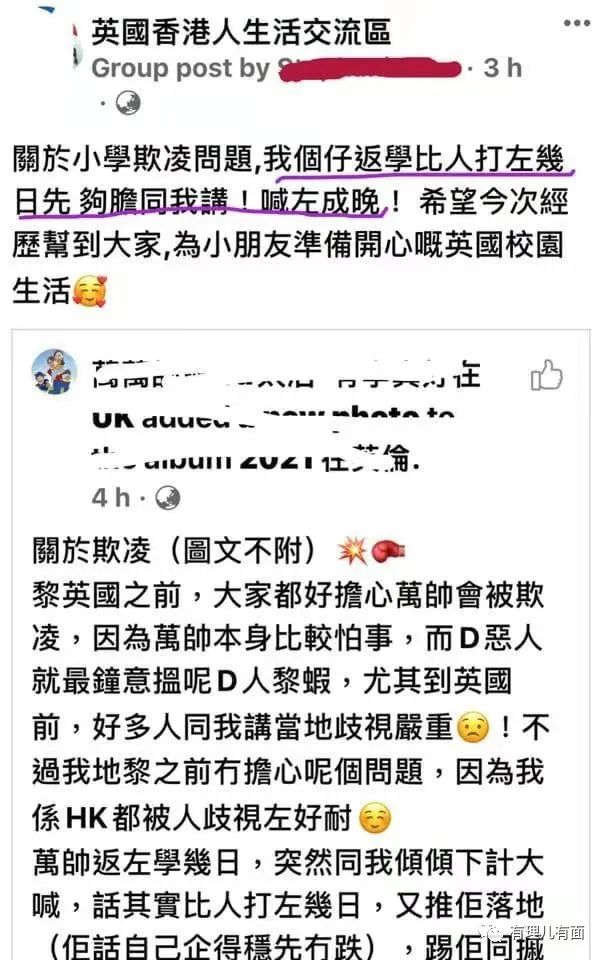 英國香港人生活交流區
Group post by
· 3 h
·
關於小學欺凌問題,我個仔返學比人打左幾
日先 夠膽同我講！喊左成晚！ 希望今次經
歷幫到大家,為小朋友準備開心嘅英國校園
生活🥰
在
UK added a new photo to
the album 2021 在英倫.
4 h ·
關於欺凌（圖文不附）💥🥊
黎英國之前，大家都好擔心萬帥會被欺
凌，因為萬帥本身比較怕事，而D惡人
就最鐘意搵呢D人黎蝦，尤其到英國
前，好多人同我講當地歧視嚴重😟！不
過我地黎之前冇擔心呢個問題，因為我
係HK都被人歧視左好耐☺️
萬帥返左學幾日，突然同我傾傾下計大
喊，話其實比人打左幾日，又推佢落地
（佢話自己企得穩先冇跌），踢佢同搣
有理儿有面